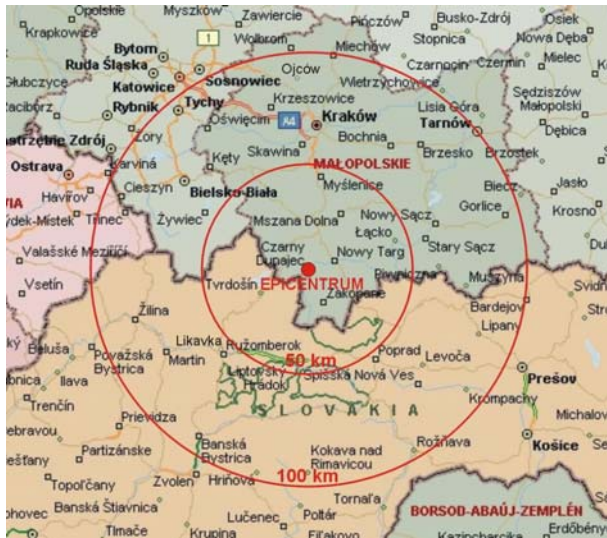 Opolskie
Myszków
Zawiercie
Pińczów
Busko-Zdrój
Osiek
Krapkowice
Wolbrom
Miechów
Stopnica
Nowa Dęba
Bytom
1
Ojców
Czarnocin
Czermin
Mielec
Ruda Śląska
Sosnowiec
Wietrzychowice
Głubczyce
Katowice
Krzeszowice
Lisia Góra
Sędziszów
Małopolski
Racibórz
Rybnik
Tychy
Oświęcim
A4
Kraków
Tarnów
Dębica
Jastrzębie Zdrój
Żory
Skawina
Bochnia
Brzesko
Brzostek
Ostrava
Karviná
Kęty
MAŁOPOLSKIE
Cieszyn
Bielsko-Biała
Myślenice
Biecz
Jasło
Havířov
Frýdek-Místek
Třinec
Żywiec
Mszana Dolna
Nowy Sącz
Gorlice
Krosno
Łącko
Valašské Meziříčí
Czarny
Dunajec
Nowy Targ
Stary Sącz
Vsetín
Tvrdošín
EPICENTRUM
Piwniczna
Muszyna
Zakopane
Bardejov
Svidník
Žilina
Lipany
Beluša
Považská
Bystrica
Likavka
Ružomberok
Martin
50 km
Poprad
Levoča
Ilava
Liptovský
Hrádok
Spišská Nová Ves
Prešov
Trenčín
Krompachy
Prievidza
SLOVAKIA
Michalovce
Partizánske
Banská
Bystrica
Kokava nad
Rimavicou
Rožňava
Košice
Topoľčany
Zvolen
Hriňová
100 km
Banská Štiavnica
Tornaľa
Lučenec
Poltár
BORSOD-ABAÚJ-ZEMPLÉN
Tlmače
Krupina
Fiľakovo
Kazincbarcika